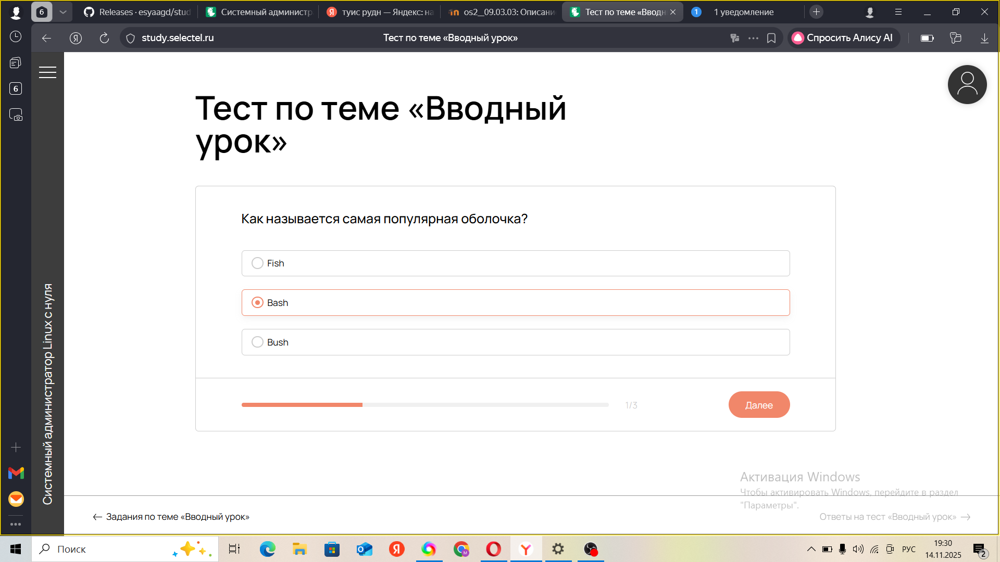 6
Releases · esyaagd/stud
Системный администр
туис рудн — Яндекс: на
os2__09.03.03: Описани
Тест по теме «Вводн
1
1 уведомление
study.selectel.ru
Тест по теме «Вводный урок»
Спросить Алису AI
6
Системный администратор Linux с нуля
Тест по теме «Вводный
урок»
Как называется самая популярная оболочка?
Fish
Bash
Bush
1/3
Далее
Активация Windows
Чтобы активировать Windows, перейдите в раздел
"Параметры".
← Задания по теме «Вводный урок»
Ответы на тест «Вводный урок» →
Поиск
РУС
19:30
14.11.2025
2